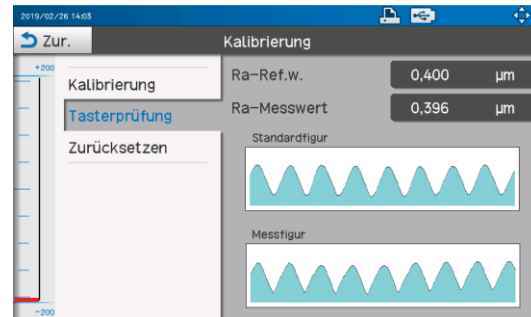 2019/02/26 14:03
Zur.
Kalibrierung
+200
-200
Kalibrierung
Tasterprüfung
Zurücksetzen
Ra-Ref.w. 0,400 µm
Ra-Messwert 0,396 µm
Standardfigur
Messfigur